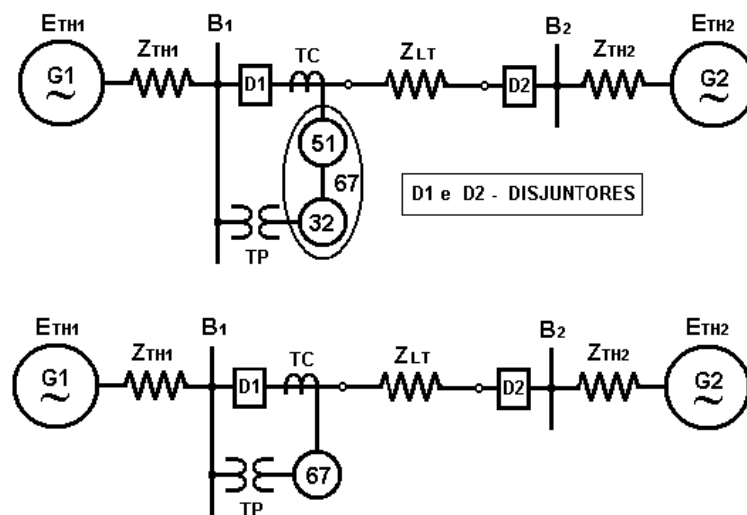 ETH1 B1 B2 ETH2
ZTH1 TC ZLT ZTH2
G1 D1 D2 G2
~ ~
51
67
D1 e D2 - DISJUNTORES
32
TP
ETH1 B1 B2 ETH2
ZTH1 TC ZLT ZTH2
G1 D1 D2 G2
~ ~
67
TP